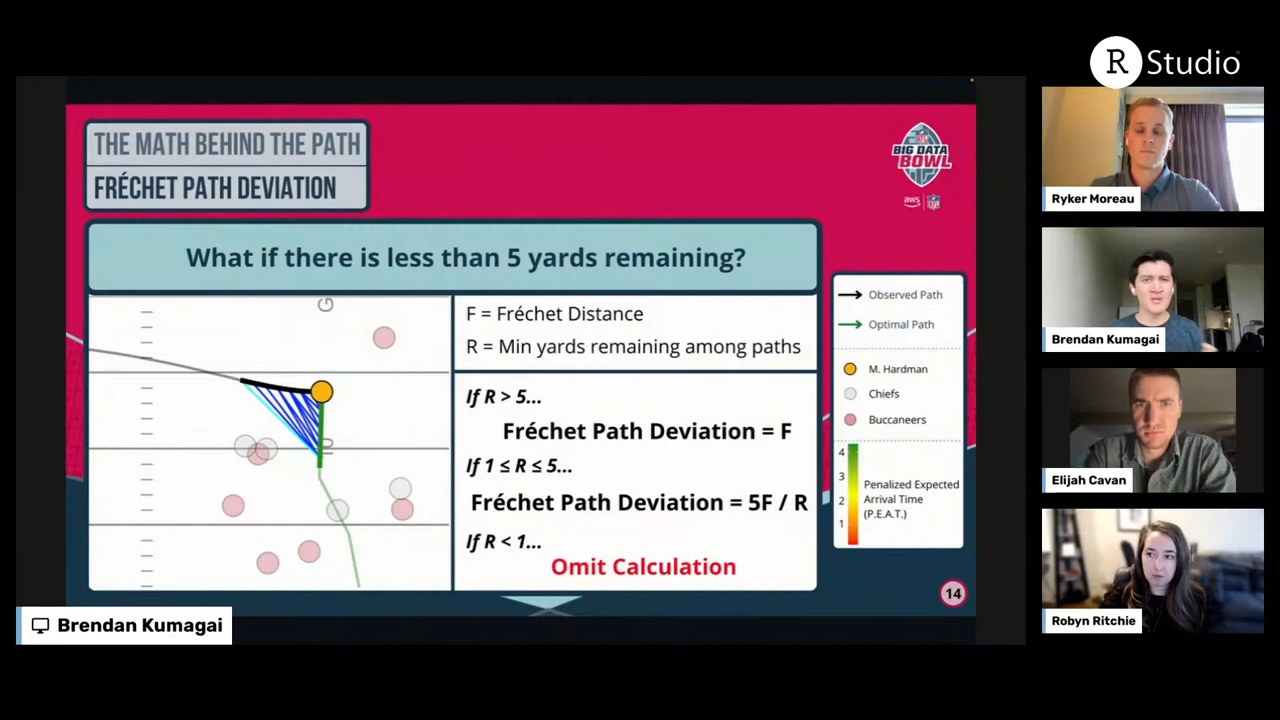 R Studio
THE MATH BEHIND THE PATH
FRÉCHET PATH DEVIATION
BIG DATA
BOWL
aws
NFL
What if there is less than 5 yards remaining?
G
F = Fréchet Distance
R = Min yards remaining among paths
If R > 5...
Fréchet Path Deviation = F
If 1 ≤ R ≤ 5...
Fréchet Path Deviation = 5F / R
If R < 1...
Omit Calculation
Observed Path
Optimal Path
M. Hardman
Chiefs
Buccaneers
4
3
2
1
Penalized Expected
Arrival Time
(P.E.A.T.)
14
Brendan Kumagai
Ryker Moreau
Brendan Kumagai
Elijah Cavan
Robyn Ritchie